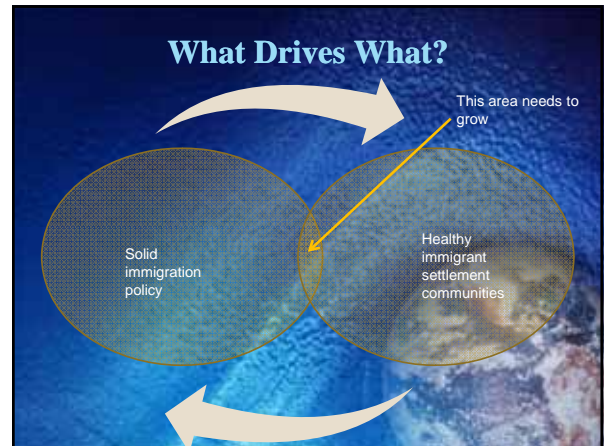 What Drives What?
This area needs to
grow
Solid
immigration
policy
Healthy
immigrant
settlement
communities